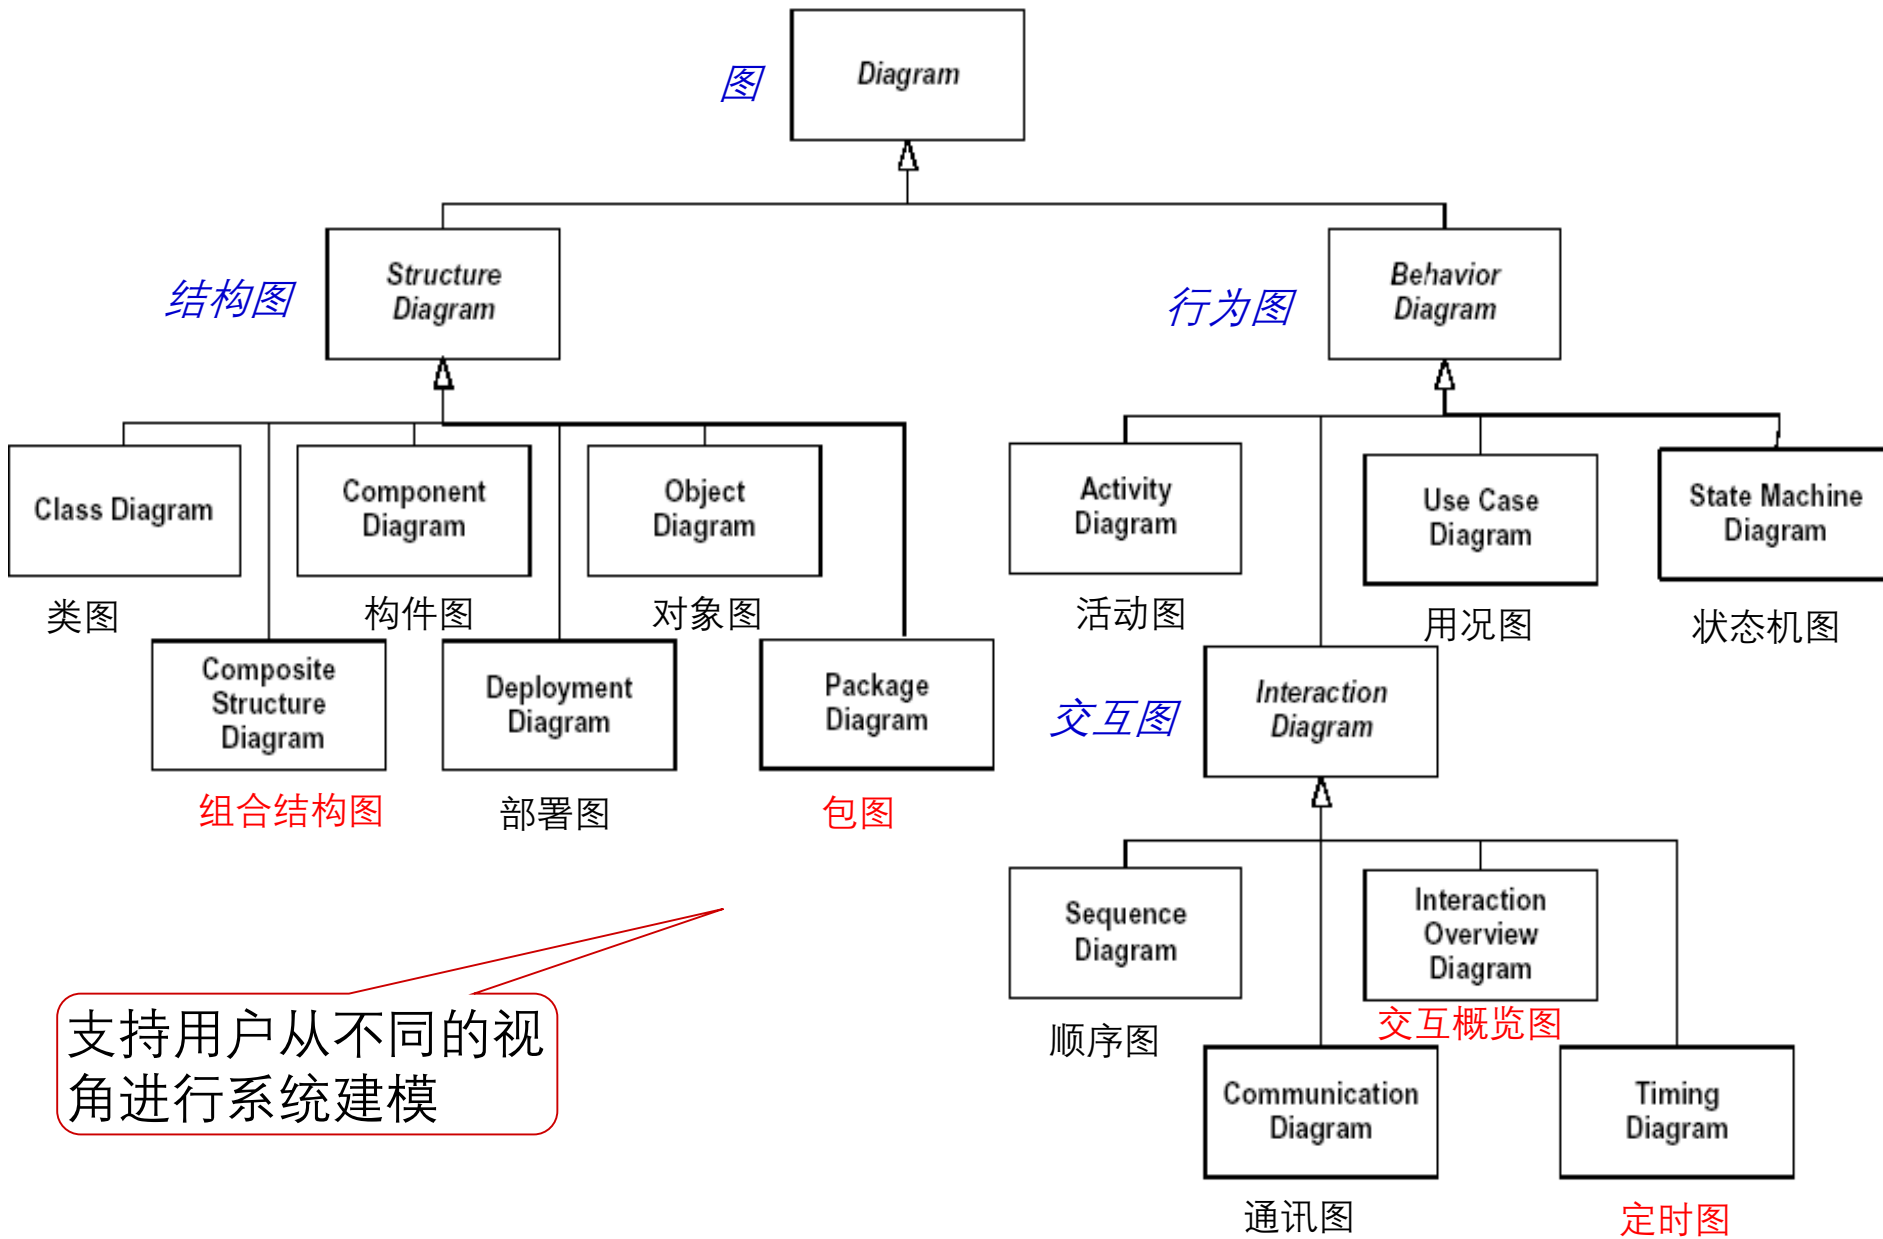 图
Diagram
结构图
Structure
Diagram
行为图
Behavior
Diagram
Class Diagram
类图
Component
Diagram
构件图
Object
Diagram
对象图
Composite
Structure
Diagram
组合结构图
Deployment
Diagram
部署图
Package
Diagram
包图
Activity
Diagram
活动图
Use Case
Diagram
用况图
State Machine
Diagram
状态机图
交互图
Interaction
Diagram
Sequence
Diagram
顺序图
Interaction
Overview
Diagram
交互概览图
Communication
Diagram
通讯图
Timing
Diagram
定时图
支持用户从不同的视
角进行系统建模